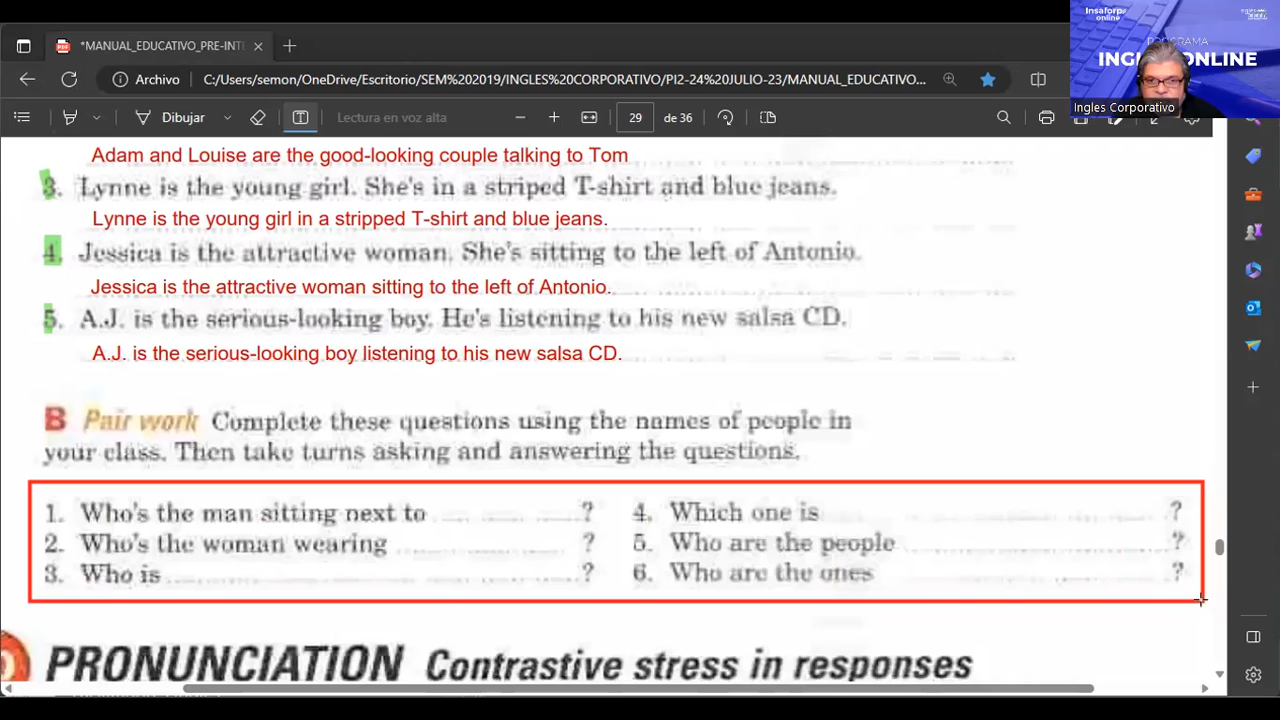 Insaforp
online
PROGRAMA
INGLES ONLINE
Ingles Corporativo
*MANUAL_EDUCATIVO_PRE-INT
Archivo
C:/Users/semon/OneDrive/Escritorio/SEM%202019/INGLES%20CORPORATIVO/PI2-24%20JULIO-23/MANUAL_EDUCATIVO...
Dibujar
Lectura en voz alta
29
de 36
Adam and Louise are the good-looking couple talking to Tom
3. Lynne is the young girl. She's in a striped T-shirt and blue jeans.
Lynne is the young girl in a stripped T-shirt and blue jeans.
4. Jessica is the attractive woman. She's sitting to the left of Antonio.
Jessica is the attractive woman sitting to the left of Antonio.
5. A.J. is the serious-looking boy. He's listening to his new salsa CD.
A.J. is the serious-looking boy listening to his new salsa CD.
B Pair work Complete these questions using the names of people in
your class. Then take turns asking and answering the questions.
1. Who's the man sitting next to ?
2. Who's the woman wearing ?
3. Who is ?
4. Which one is ?
5. Who are the people ?
6. Who are the ones ?
PRONUNCIATION Contrastive stress in responses